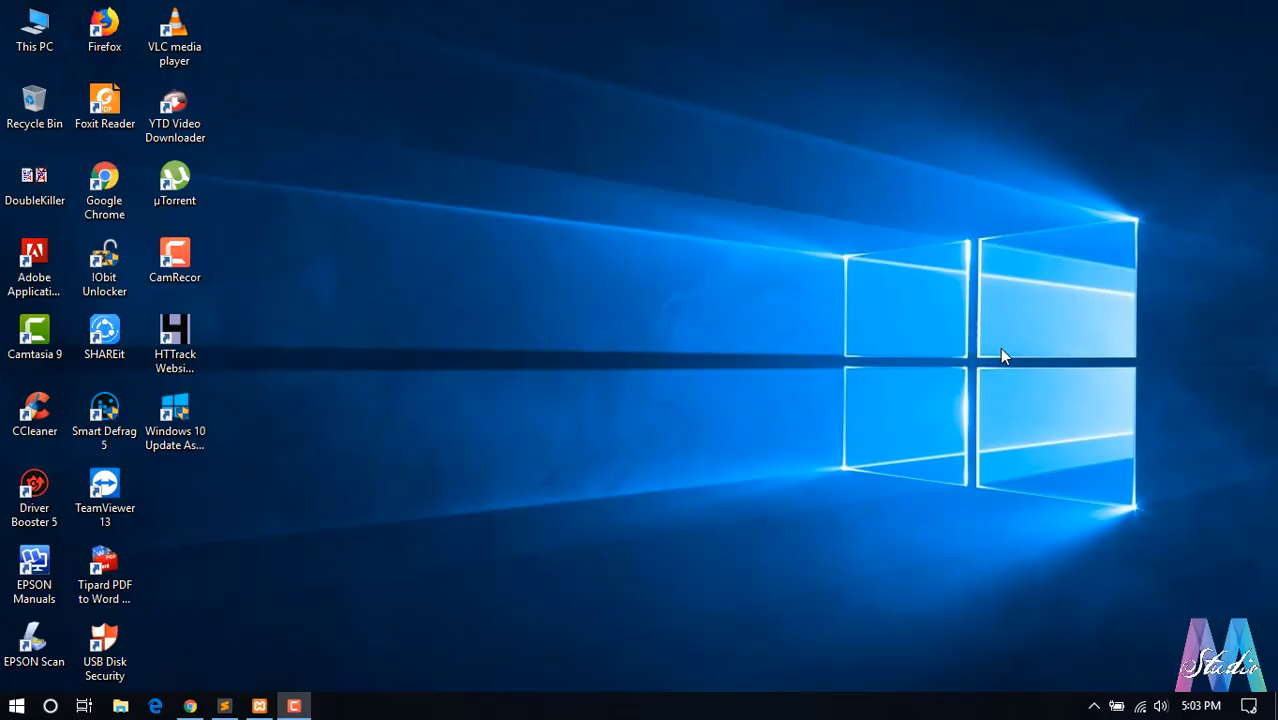 This PC
Firefox
VLC media
player
Recycle Bin
Foxit Reader
YTD Video
Downloader
DoubleKiller
Google
Chrome
µTorrent
Adobe
Applicati...
IObit
Unlocker
CamRecor
Camtasia 9
SHAREit
HTTrack
Websi...
CCleaner
Smart Defrag
5
Windows 10
Update As...
Driver
Booster 5
TeamViewer
13
EPSON
Manuals
Tipard PDF
to Word ...
EPSON Scan
USB Disk
Security
Studio
5:03 PM